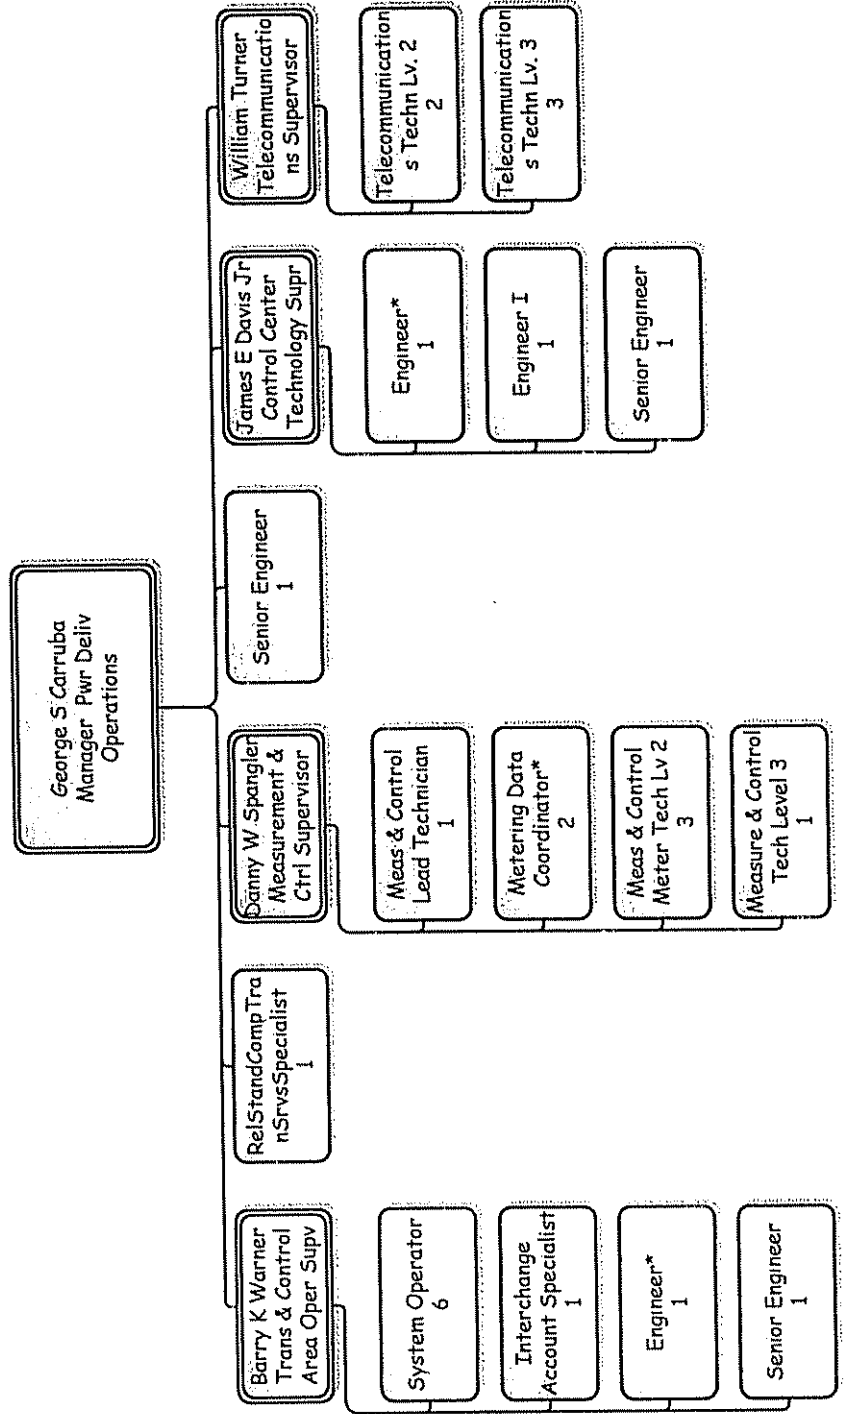 George S Carruba
Manager Pwr Deliv
Operations
Barry K Warner
Trans & Control
Area Oper Supv
System Operator
6
Interchange
Account Specialist
1
Engineer*
1
Senior Engineer
1
RelStandCompTra
nSrvsSpecialist
1
Danny W Spangler
Measurement &
Ctrl Supervisor
Meas & Control
Lead Technician
1
Metering Data
Coordinator*
2
Meas & Control
Meter Tech Lv 2
3
Measure & Control
Tech Level 3
1
Senior Engineer
1
James E Davis Jr
Control Center
Technology Supr
Engineer*
1
Engineer I
1
Senior Engineer
1
William Turner
Telecommunicatio
ns Supervisor
Telecommunication
s Techn Lv. 2
2
Telecommunication
s Techn Lv. 3
3